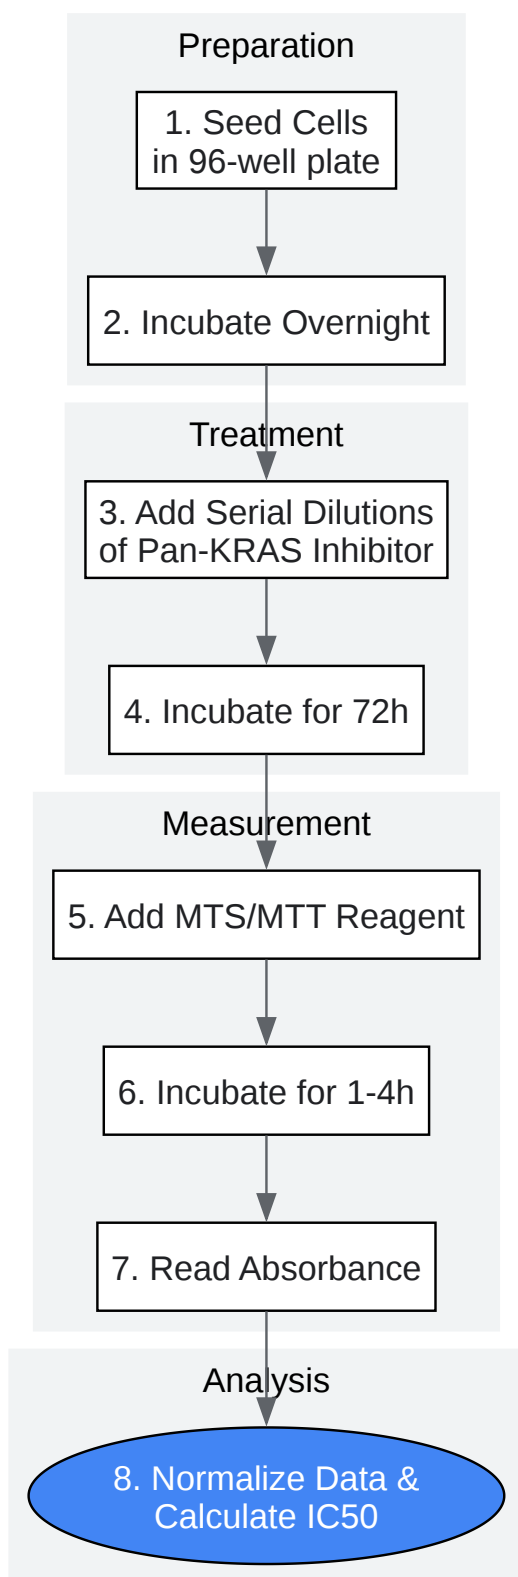 Preparation
1. Seed Cells
in 96-well plate
2. Incubate Overnight
Treatment
3. Add Serial Dilutions
of Pan-KRAS Inhibitor
4. Incubate for 72h
Measurement
5. Add MTS/MTT Reagent
6. Incubate for 1-4h
7. Read Absorbance
Analysis
8. Normalize Data &
Calculate IC50